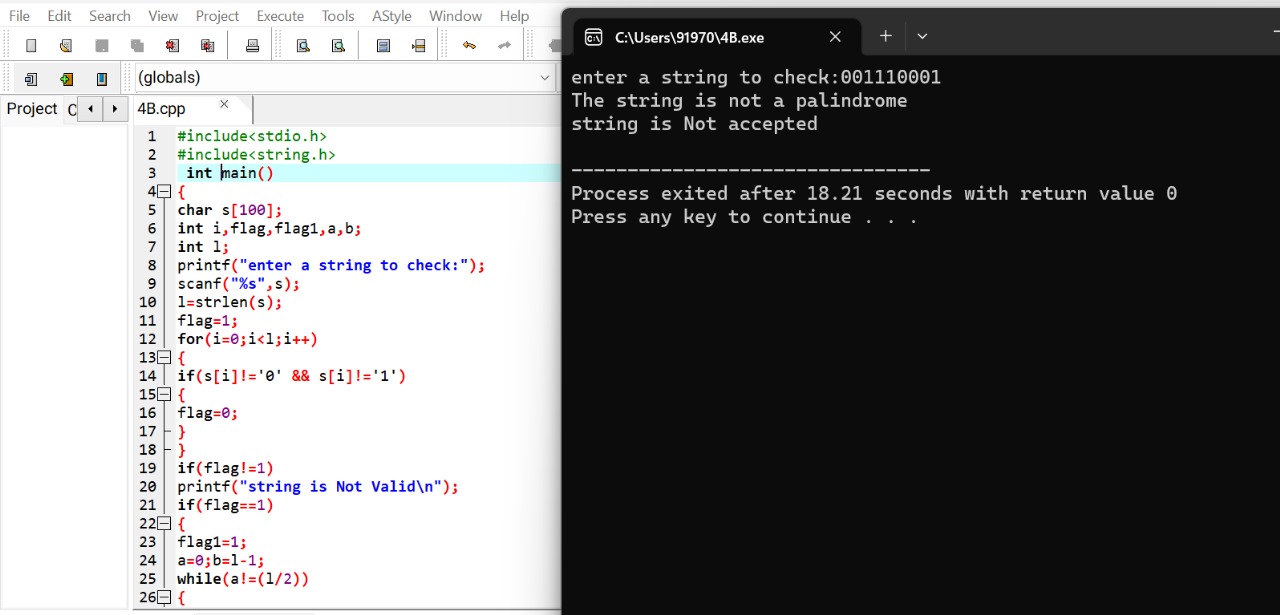 File Edit Search View Project Execute Tools AStyle Window Help
(globals)
Project C
4B.cpp
1 #include<stdio.h>
2 #include<string.h>
3 int main()
4 {
5 char s[100];
6 int i,flag,flag1,a,b;
7 int l;
8 printf("enter a string to check:");
9 scanf("%s",s);
10 l=strlen(s);
11 flag=1;
12 for(i=0;i<l;i++)
13 {
14 if(s[i]!='0' && s[i]!='1')
15 {
16 flag=0;
17 }
18 }
19 if(flag!=1)
20 printf("string is Not Valid\n");
21 if(flag==1)
22 {
23 flag1=1;
24 a=0;b=l-1;
25 while(a!=(l/2))
26 {
C:\Users\91970\4B.exe
enter a string to check:001110001
The string is not a palindrome
string is Not accepted
--------------------------------
Process exited after 18.21 seconds with return value 0
Press any key to continue . . .